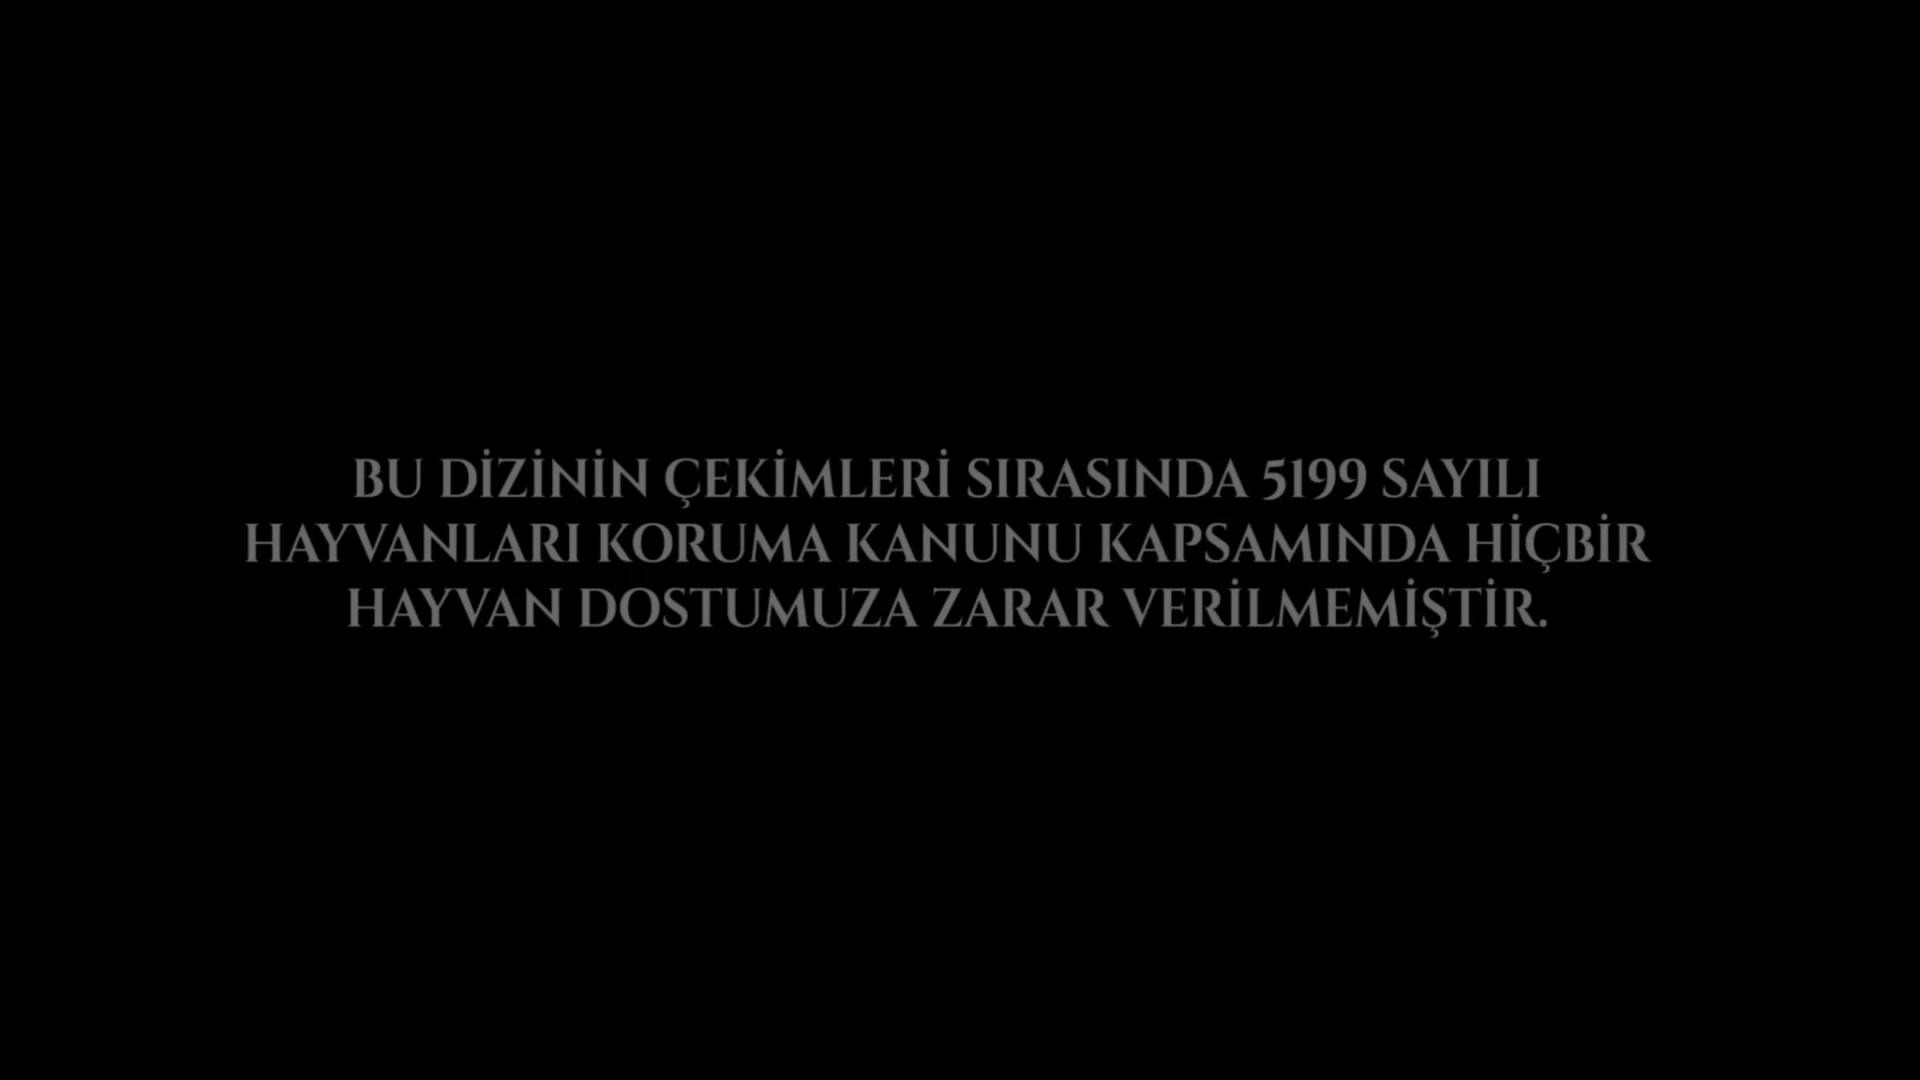 BU DİZİNİN ÇEKİMLERİ SIRASINDA 5199 SAYILI
HAYVANLARI KORUMA KANUNU KAPSAMINDA HİÇBİR
HAYVAN DOSTUMUZA ZARAR VERİLMEMİŞTİR.